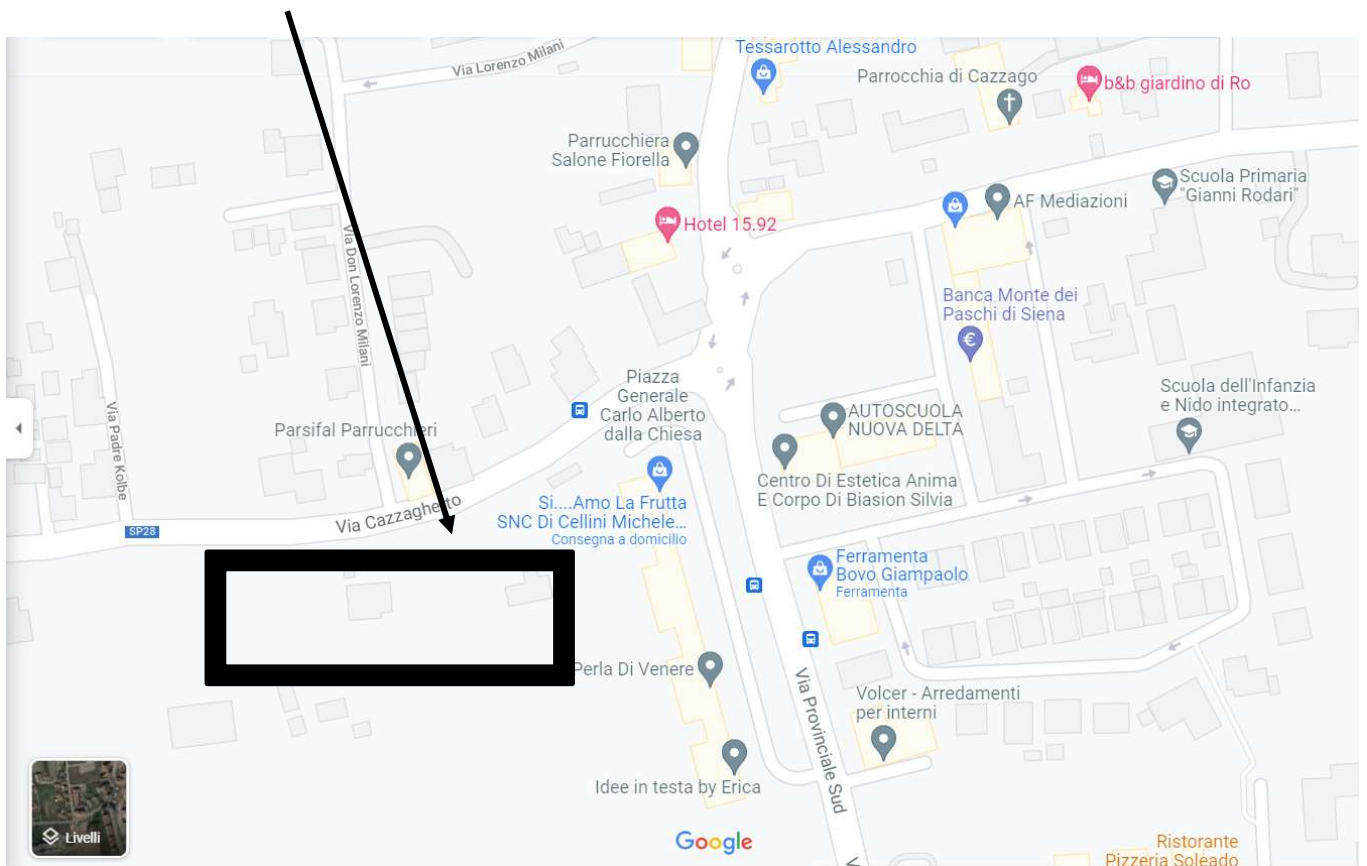 Tessarotto Alessandro
Via Lorenzo Milani
Parrocchia di Cazzago
b&b giardino di Ro
Parrucchiera
Salone Fiorella
Scuola Primaria
"Gianni Rodari"
AF Mediazioni
Hotel 15.92
Via Don Lorenzo Milani
Banca Monte dei
Paschi di Siena
€
Piazza
Generale
Carlo Alberto
dalla Chiesa
Scuola dell'Infanzia
e Nido integrato...
Via Padre Kolbe
Parsifal Parrucchieri
AUTOSCUOLA
NUOVA DELTA
Centro Di Estetica Anima
E Corpo Di Biasion Silvia
Si....Amo La Frutta
SNC Di Cellini Michele...
Consegna a domicilio
Via Cazzaghetto
SP28
Ferramenta
Bovo Giampaolo
Ferramenta
Perla Di Venere
Via Provinciale Sud
Volcer - Arredamenti
per interni
Idee in testa by Erica
Livelli
Google
Ristorante
Pizzeria Soleado